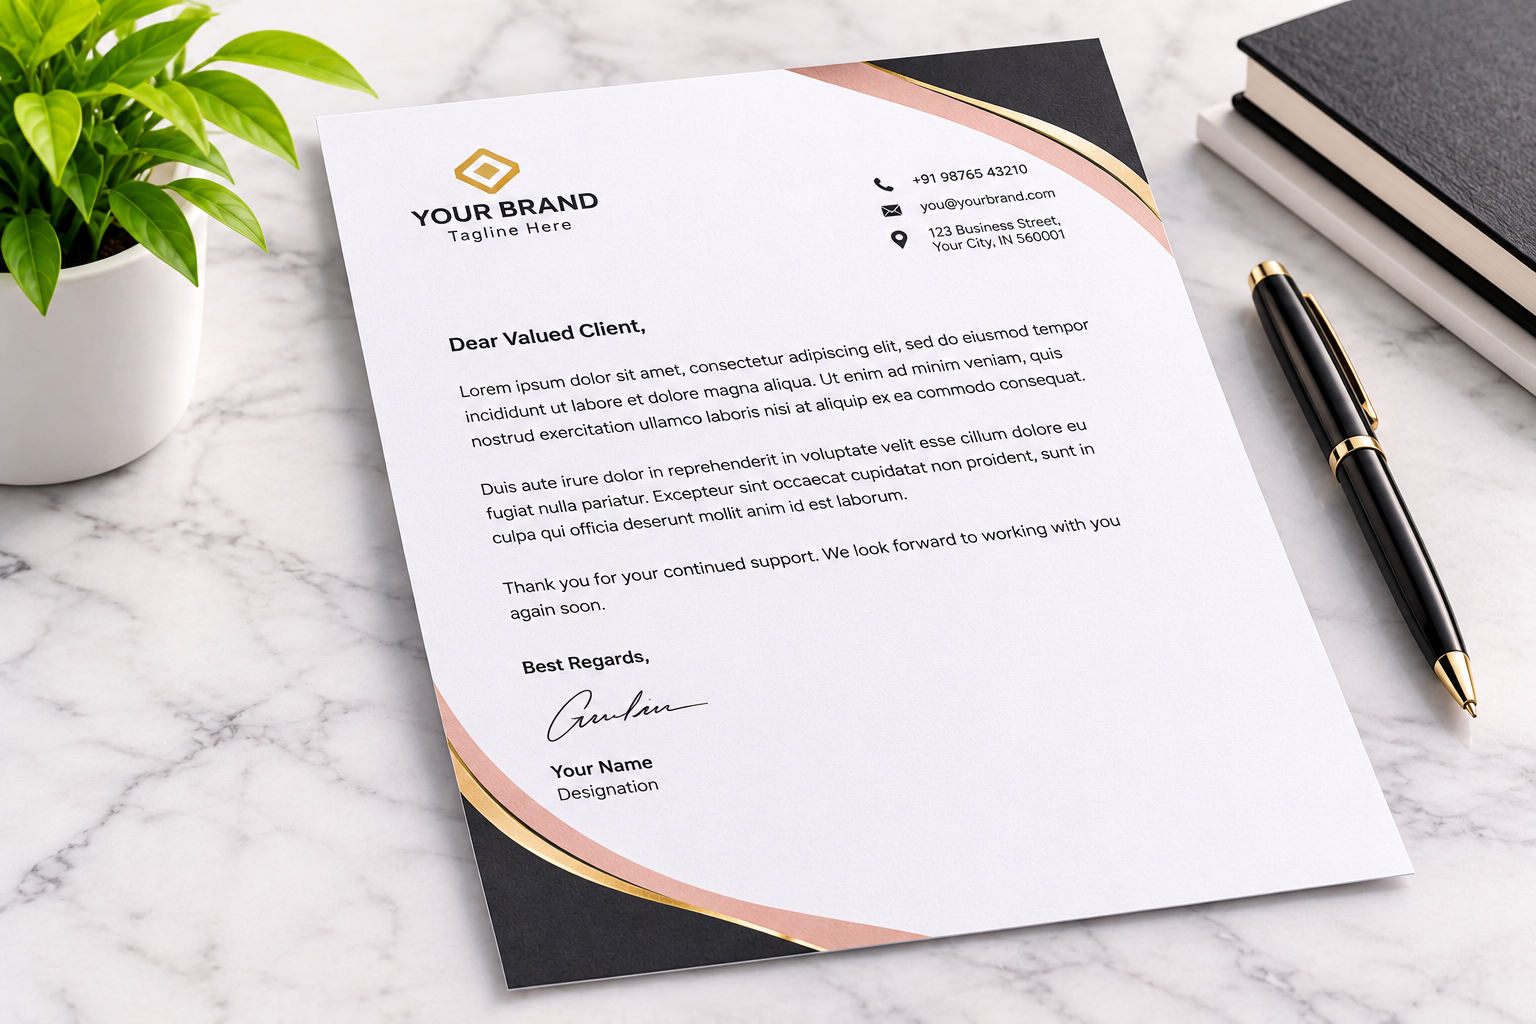 YOUR BRAND
Tagline Here
+91 98765 43210
you@yourbrand.com
123 Business Street,
Your City, IN 560001
Dear Valued Client,
Lorem ipsum dolor sit amet, consectetur adipiscing elit, sed do eiusmod tempor
incididunt ut labore et dolore magna aliqua. Ut enim ad minim veniam, quis
nostrud exercitation ullamco laboris nisi at aliquip ex ea commodo consequat.
Duis aute irure dolor in reprehenderit in voluptate velit esse cillum dolore eu
fugiat nulla pariatur. Excepteur sint occaecat cupidatat non proident, sunt in
culpa qui officia deserunt mollit anim id est laborum.
Thank you for your continued support. We look forward to working with you
again soon.
Best Regards,
Your Name
Designation